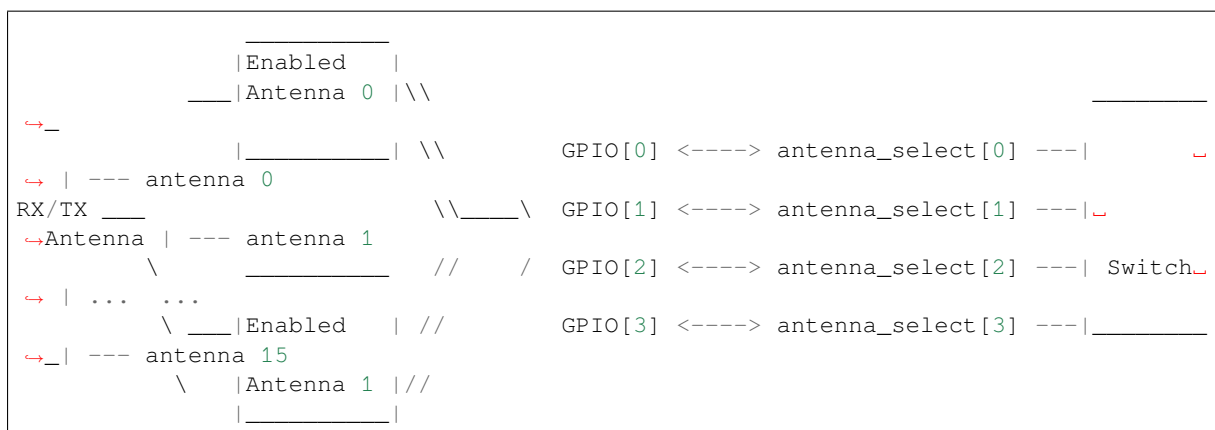 ___________
                  |Enabled   |
              ___|Antenna 0 |\\                                                    _________
↪_
                  |___________| \\         GPIO[0] <----> antenna_select[0] ---|       ␣
↪ | --- antenna 0
RX/TX ___                      \\____\  GPIO[1] <----> antenna_select[1] ---|␣
↪Antenna | --- antenna 1
          \      ___________   //     /  GPIO[2] <----> antenna_select[2] ---| Switch␣
↪ | ...  ...
           \ ___|Enabled   | //         GPIO[3] <----> antenna_select[3] ---|_________
↪_| --- antenna 15
            \   |Antenna 1 |//
                 |___________|